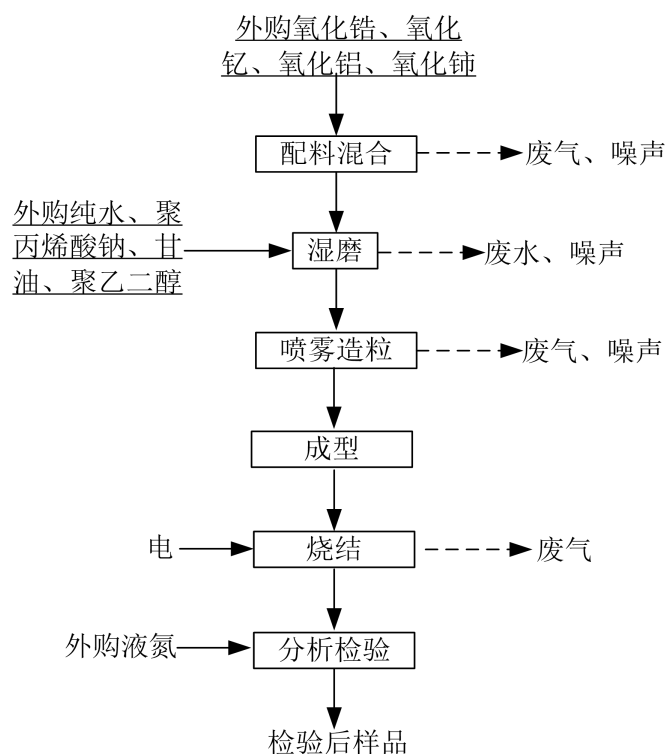 外购氧化锆、氧化
钇、氧化铝、氧化铈
配料混合
废气、噪声
外购纯水、聚
丙烯酸钠、甘
油、聚乙二醇
湿磨
废水、噪声
喷雾造粒
废气、噪声
成型
电
烧结
废气
外购液氮
分析检验
检验后样品